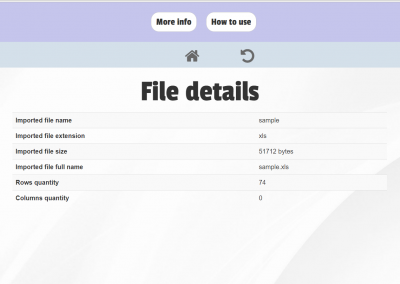 More info How to use
File details
Imported file name sample
Imported file extension xls
Imported file size 51712 bytes
Imported file full name sample.xls
Rows quantity 74
Columns quantity 0